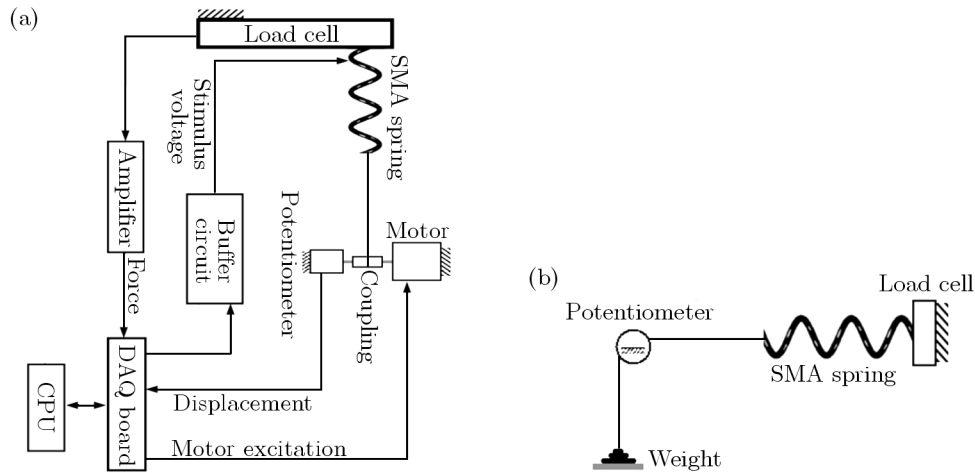 (a)
Load cell
SMA spring
Stimulus
voltage
Amplifier
Buffer
circuit
Potentiometer
Motor
Coupling
Force
DAQ board
CPU
Displacement
Motor excitation
(b)
Load cell
Potentiometer
SMA spring
Weight